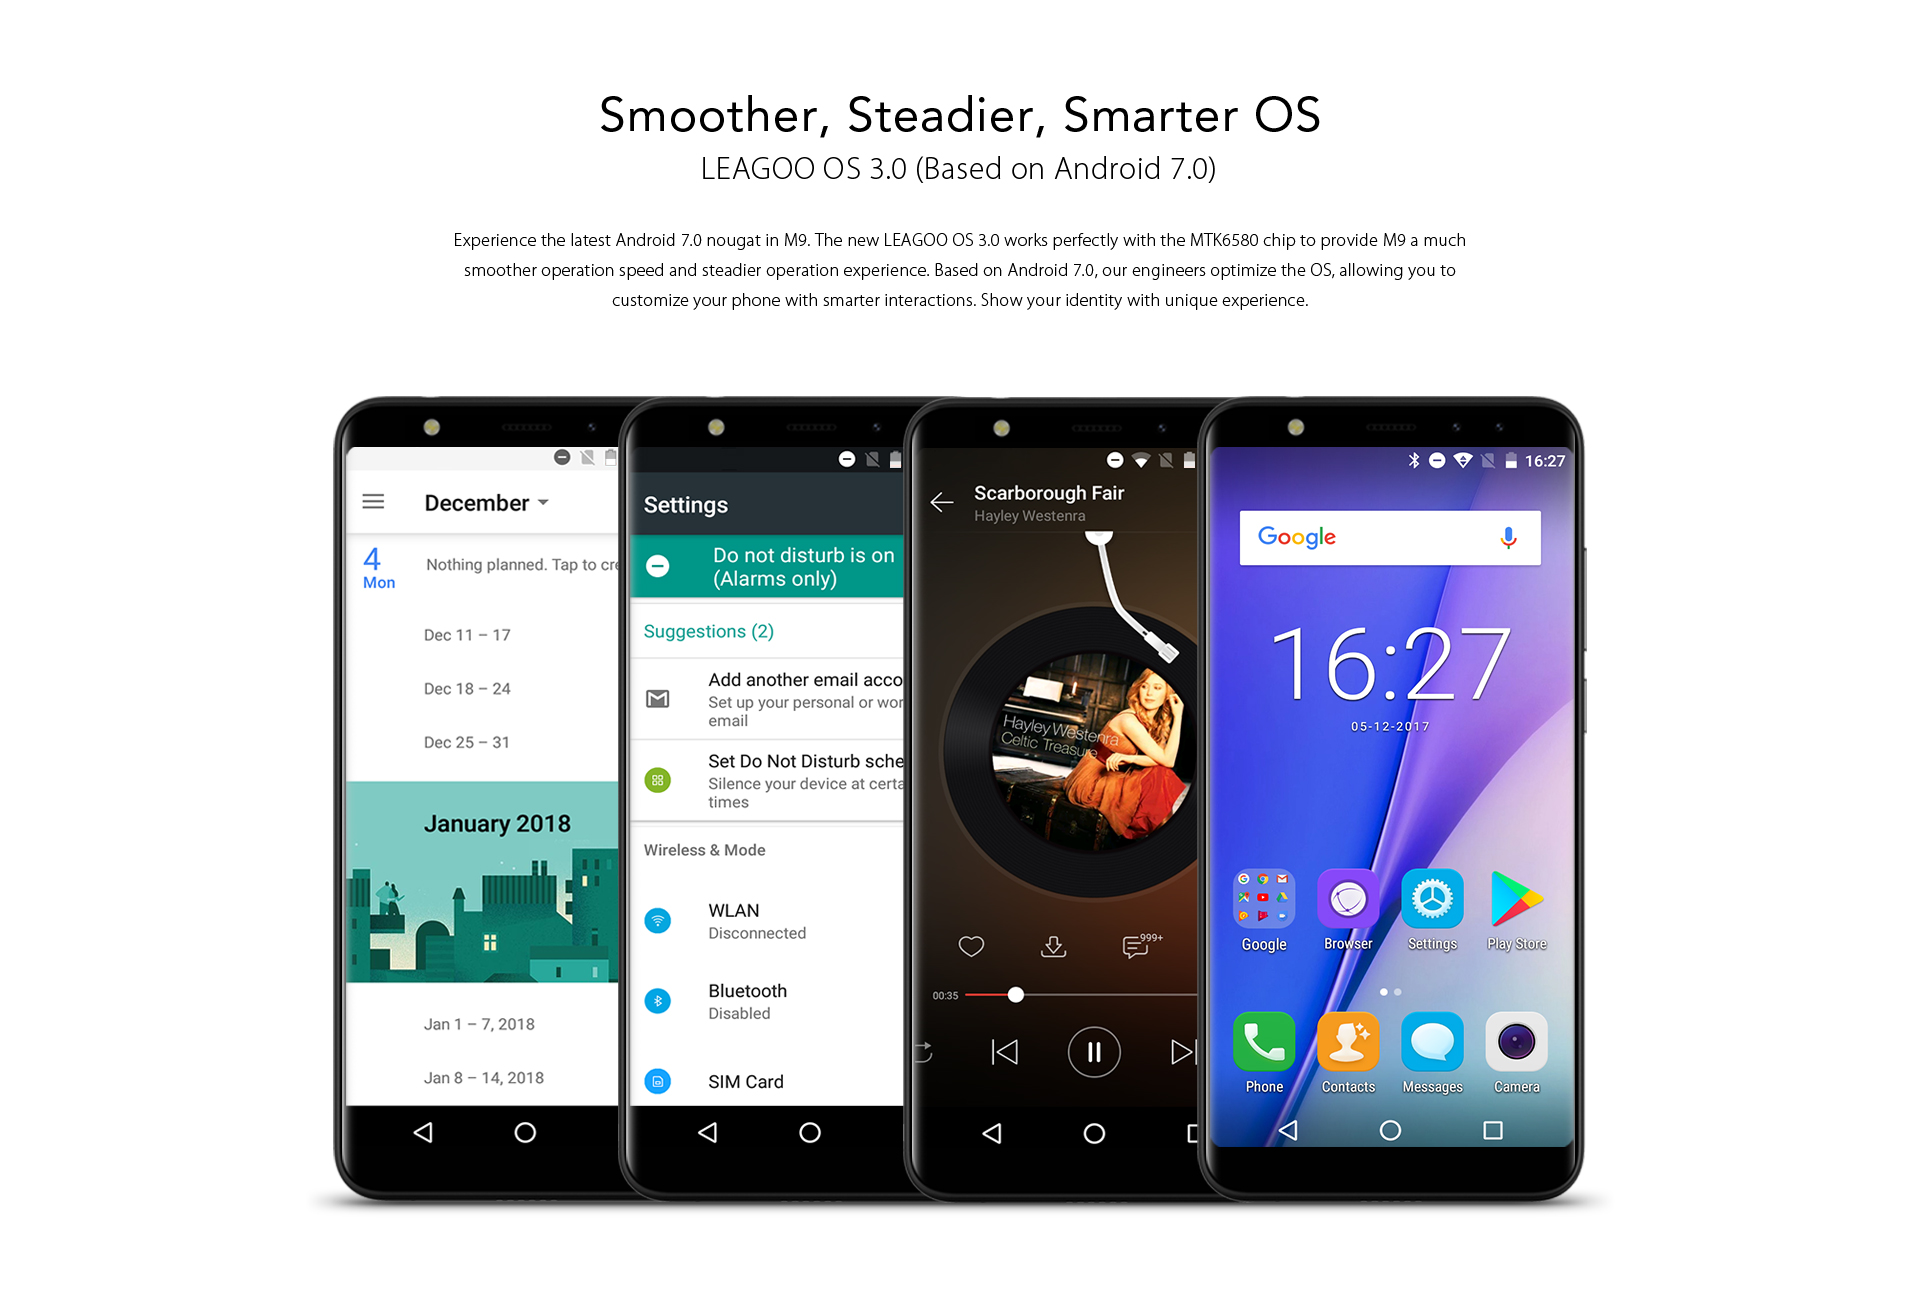 Smoother, Steadier, Smarter OS
LEAGOO OS 3.0 (Based on Android 7.0)
Experience the latest Android 7.0 nougat in M9. The new LEAGOO OS 3.0 works perfectly with the MTK6580 chip to provide M9 a much
smoother operation speed and steadier operation experience. Based on Android 7.0, our engineers optimize the OS, allowing you to
customize your phone with smarter interactions. Show your identity with unique experience.
December
4
Mon
Nothing planned. Tap to cre
Dec 11 – 17
Dec 18 – 24
Dec 25 – 31
January 2018
Jan 1 – 7, 2018
Jan 8 – 14, 2018
Settings
Do not disturb is on
(Alarms only)
Suggestions (2)
Add another email acco
Set up your personal or wor
email
Set Do Not Disturb sche
Silence your device at certa
times
Wireless & Mode
WLAN
Disconnected
Bluetooth
Disabled
SIM Card
Scarborough Fair
Hayley Westenra
Hayley Westenra
Celtic Treasure
999+
00:35
16:27
Google
16:27
05-12-2017
Google
Browser
Settings
Play Store
Phone
Contacts
Messages
Camera